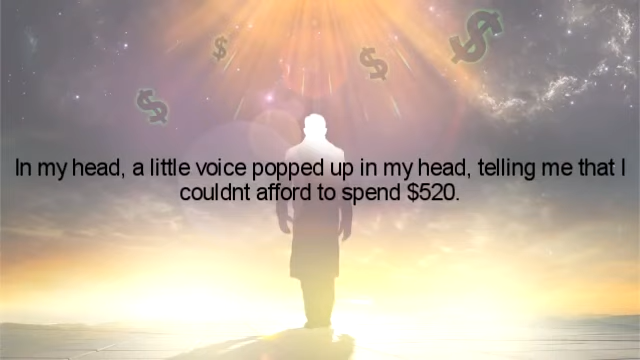 In my head, a little voice popped up in my head, telling me that I
couldnt afford to spend $520.